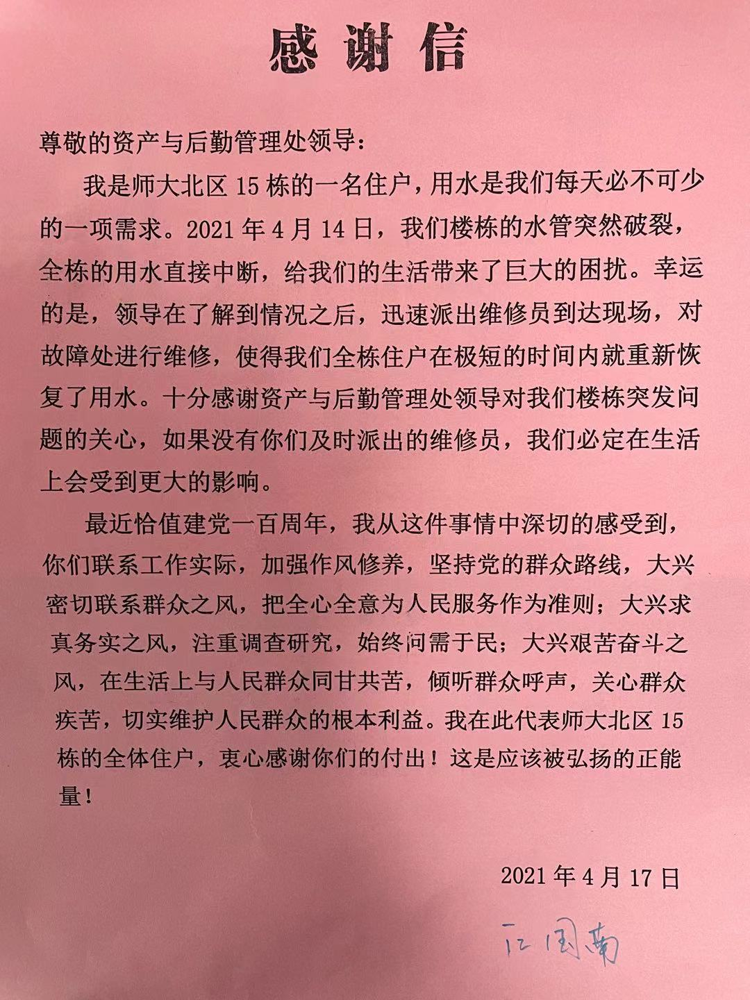 感谢信
尊敬的资产与后勤管理处领导：
我是师大北区 15 栋的一名住户，用水是我们每天必不可少
的一项需求。2021 年 4 月 14 日，我们楼栋的水管突然破裂，
全栋的用水直接中断，给我们的生活带来了巨大的困扰。幸运
的是，领导在了解到情况之后，迅速派出维修员到达现场，对
故障处进行维修，使得我们全栋住户在极短的时间内就重新恢
复了用水。十分感谢资产与后勤管理处领导对我们楼栋突发问
题的关心，如果没有你们及时派出的维修员，我们必定在生活
上会受到更大的影响。
最近恰值建党一百周年，我从这件事情中深切的感受到，
你们联系工作实际，加强作风修养，坚持党的群众路线，大兴
密切联系群众之风，把全心全意为人民服务作为准则；大兴求
真务实之风，注重调查研究，始终问需于民；大兴艰苦奋斗之
风，在生活上与人民群众同甘共苦，倾听群众呼声，关心群众
疾苦，切实维护人民群众的根本利益。我在此代表师大北区 15
栋的全体住户，衷心感谢你们的付出！这是应该被弘扬的正能
量！
2021 年 4 月 17 日
国南